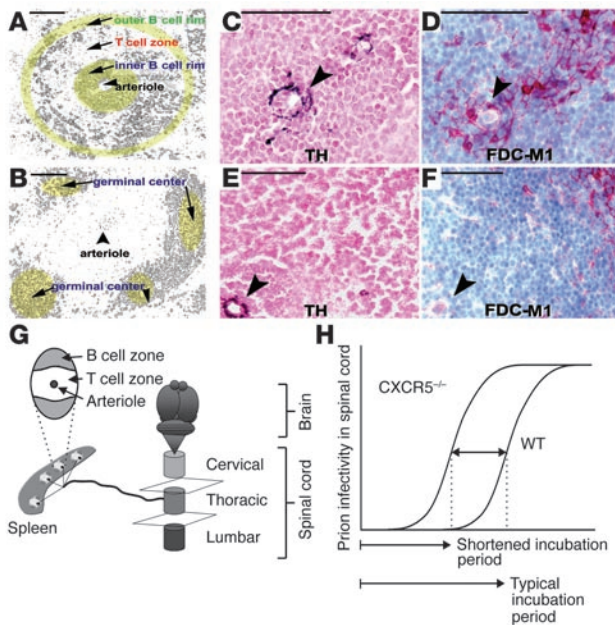 A
outer B cell rim
T cell zone
inner B cell rim
arteriole
B
germinal center
arteriole
germinal center
C
TH
D
FDC-M1
E
TH
F
FDC-M1
G
B cell zone
T cell zone
Arteriole
Spleen
Brain
Cervical
Thoracic
Lumbar
Spinal cord
H
Prion infectivity in spinal cord
CXCR5–/–
WT
Shortened incubation
period
Typical
incubation
period